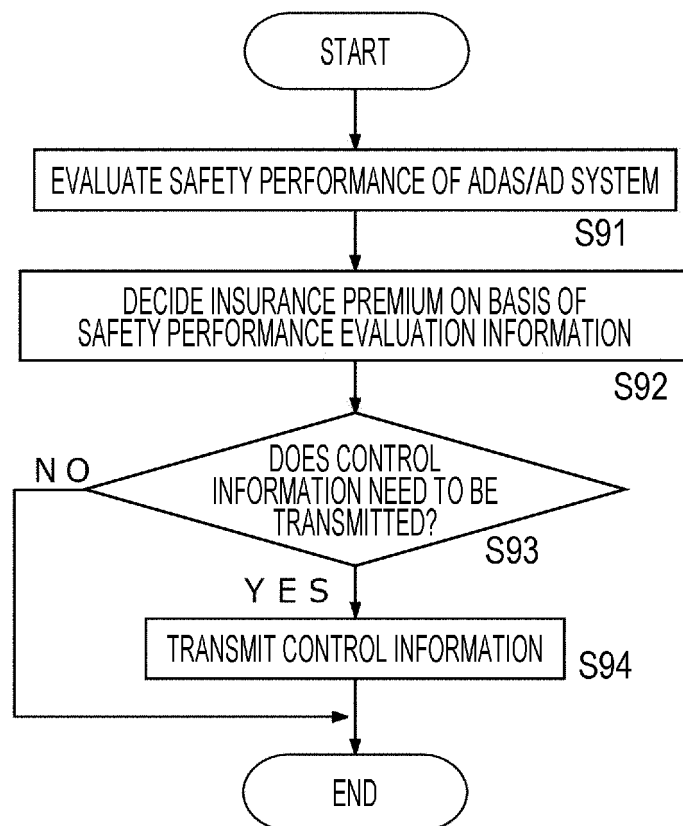 START
EVALUATE SAFETY PERFORMANCE OF ADAS/AD SYSTEM
S91
DECIDE INSURANCE PREMIUM ON BASIS OF
SAFETY PERFORMANCE EVALUATION INFORMATION
S92
DOES CONTROL
INFORMATION NEED TO BE
TRANSMITTED?
S93
NO
YES
TRANSMIT CONTROL INFORMATION
S94
END